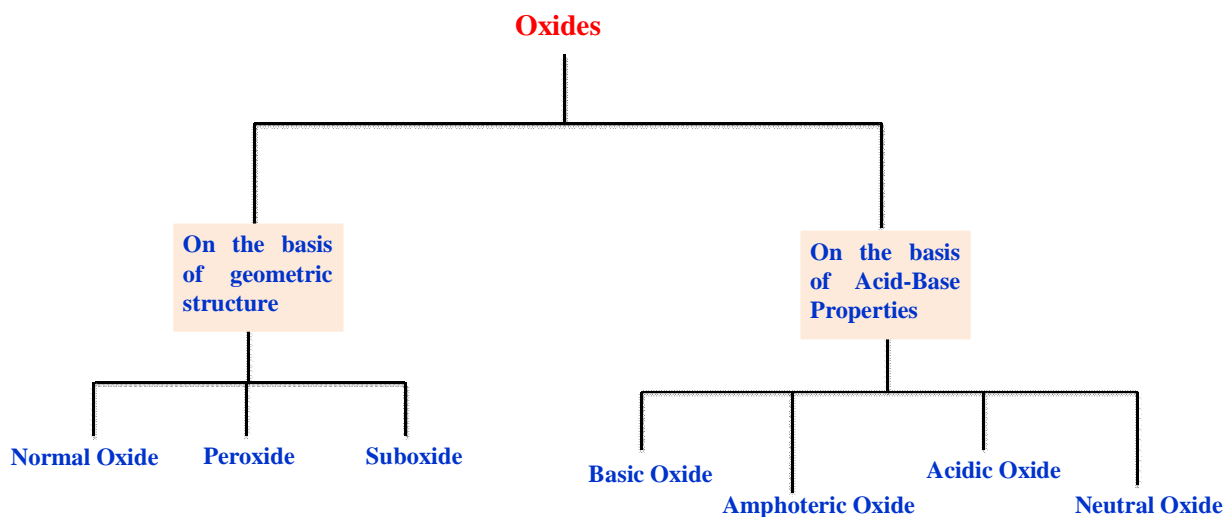 Oxides
On the basis
of geometric
structure
On the basis
of Acid-Base
Properties
Normal Oxide
Peroxide
Suboxide
Basic Oxide
Amphoteric Oxide
Acidic Oxide
Neutral Oxide